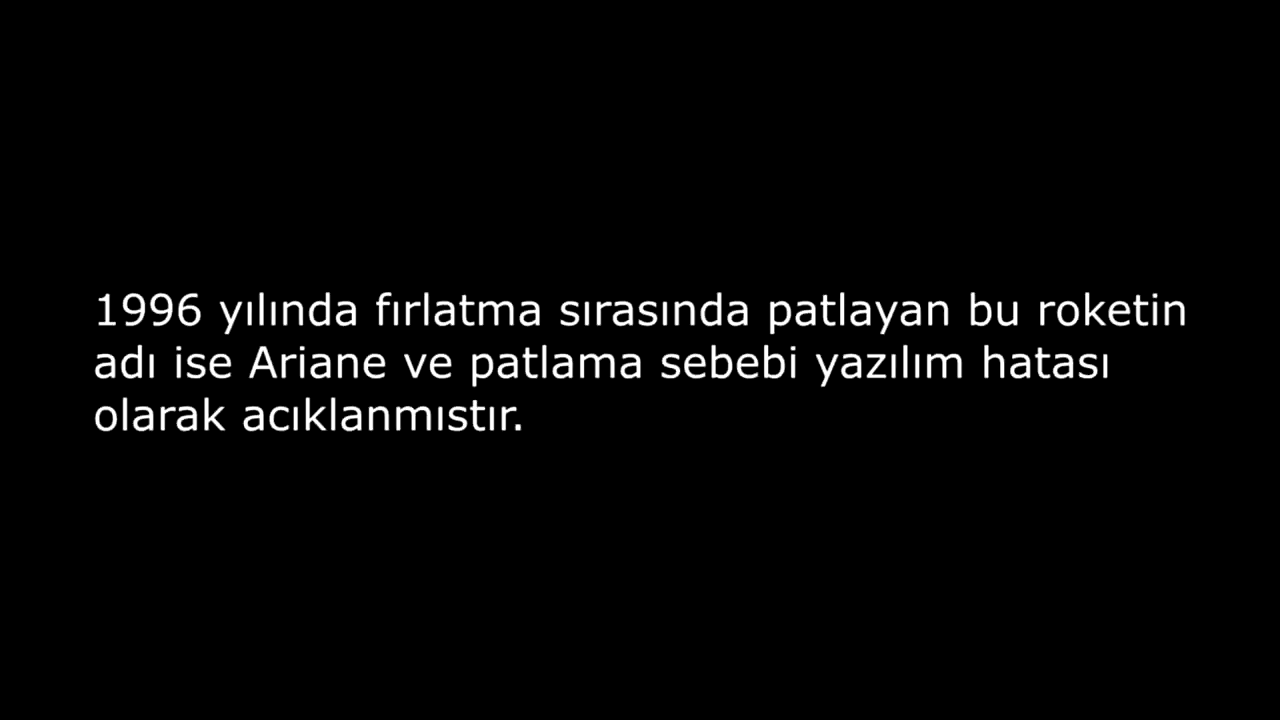 1996 yılında fırlatma sırasında patlayan bu roketin
adı ise Ariane ve patlama sebebi yazılım hatası
olarak acıklanmıstır.